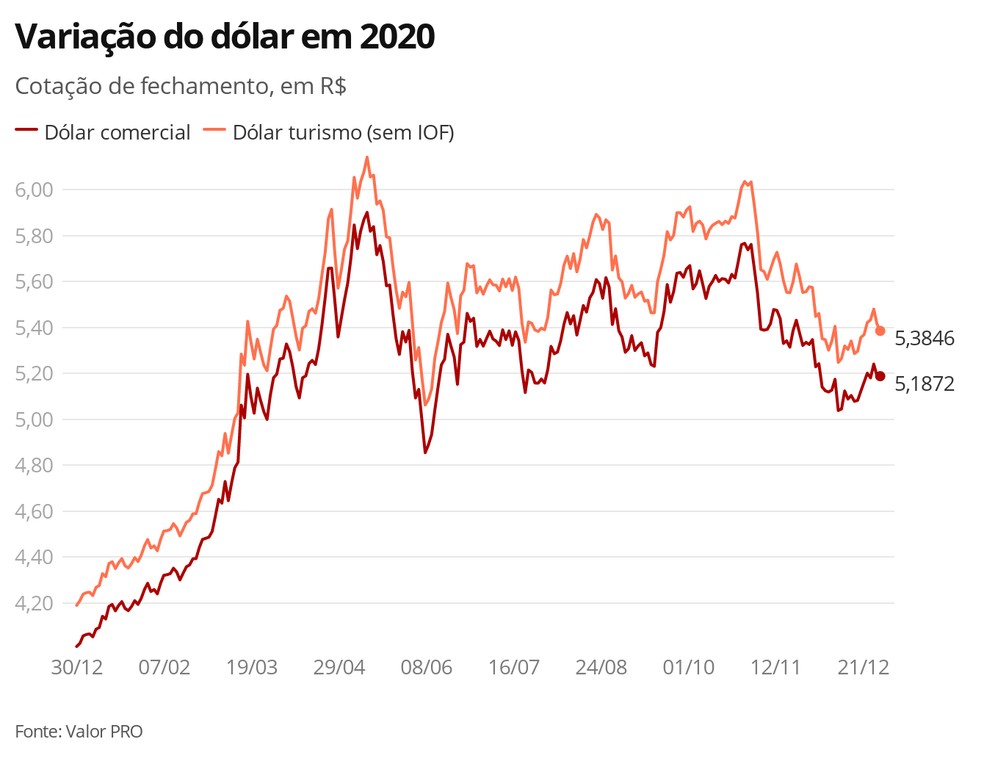 Variação do dólar em 2020
Cotação de fechamento, em R$
Dólar comercial Dólar turismo (sem IOF)
6,00
5,80
5,60
5,40
5,20
5,00
4,80
4,60
4,40
4,20
5,3846
5,1872
30/12 07/02 19/03 29/04 08/06 16/07 24/08 01/10 12/11 21/12
Fonte: Valor PRO